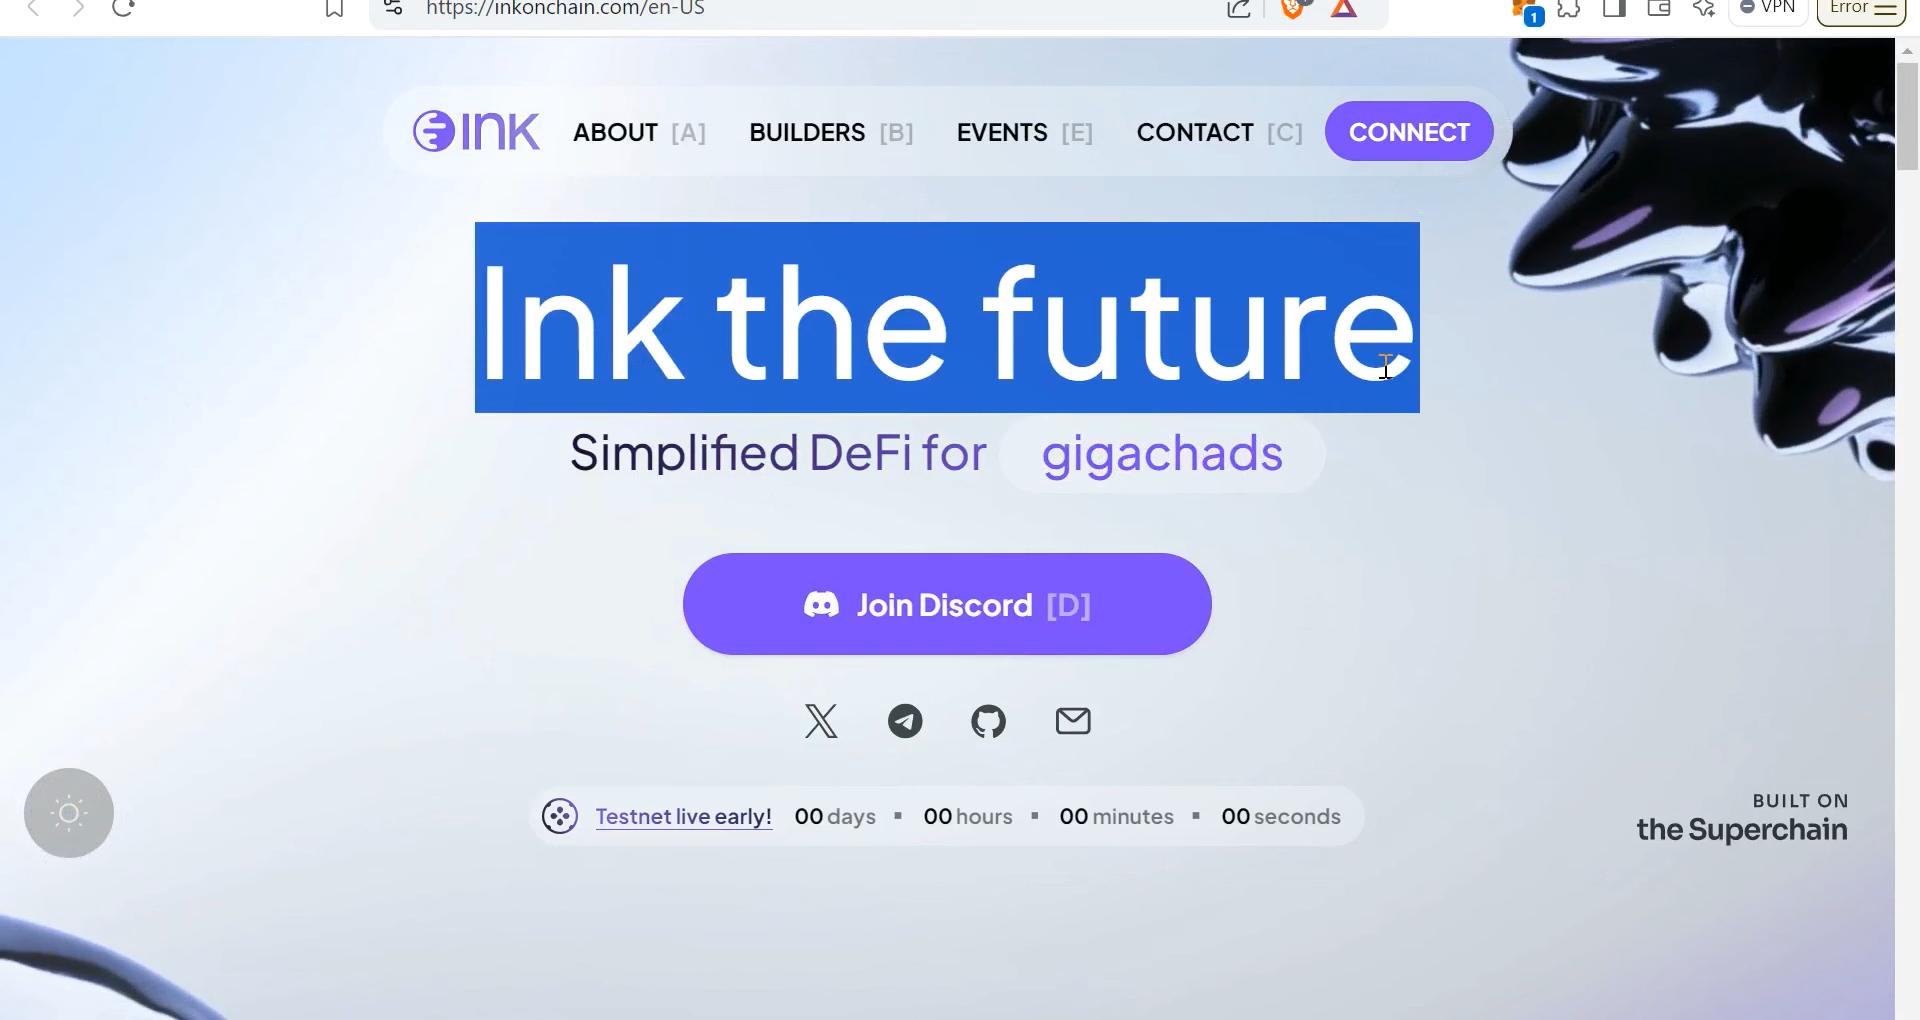 https://inkonchain.com/en-US
1
VPN
Error
INK ABOUT [A] BUILDERS [B] EVENTS [E] CONTACT [C] CONNECT
Ink the future
Simplified DeFi for gigachads
Join Discord [D]
Testnet live early! 00 days ▪ 00 hours ▪ 00 minutes ▪ 00 seconds
BUILT ON
the Superchain